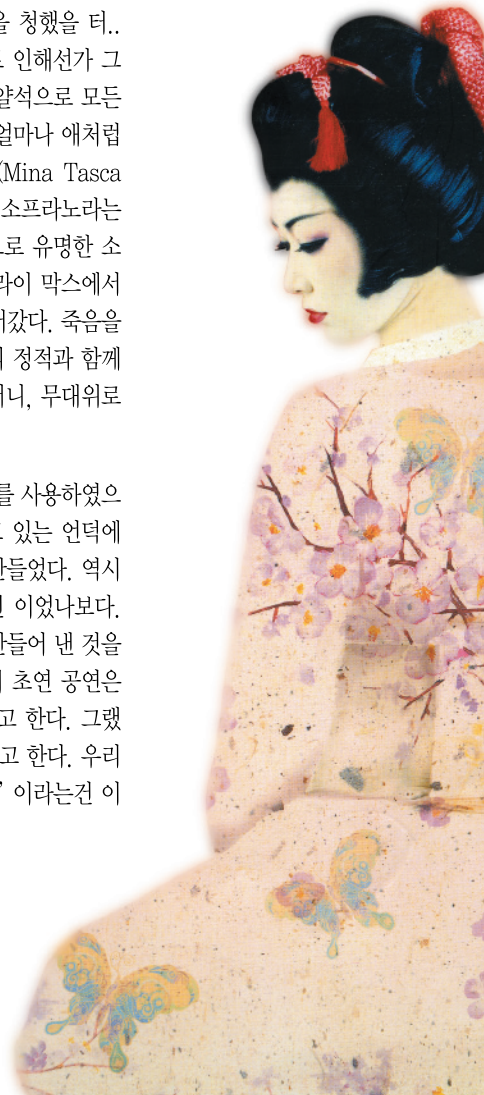 을 청했을 터..
인해선가 그
얄석으로 모든
얼마나 애처럽
(Mina Tasca
소프라노라는
로 유명한 소
라이 막스에서
갔다. 죽음을
정적과 함께
니, 무대위로
를 사용하였으
있는 언덕에
만들었다. 역시
이었나보다.
만들어 낸 것을
초연 공연은
고 한다. 그랬
고 한다. 우리
’ 이라는건 이